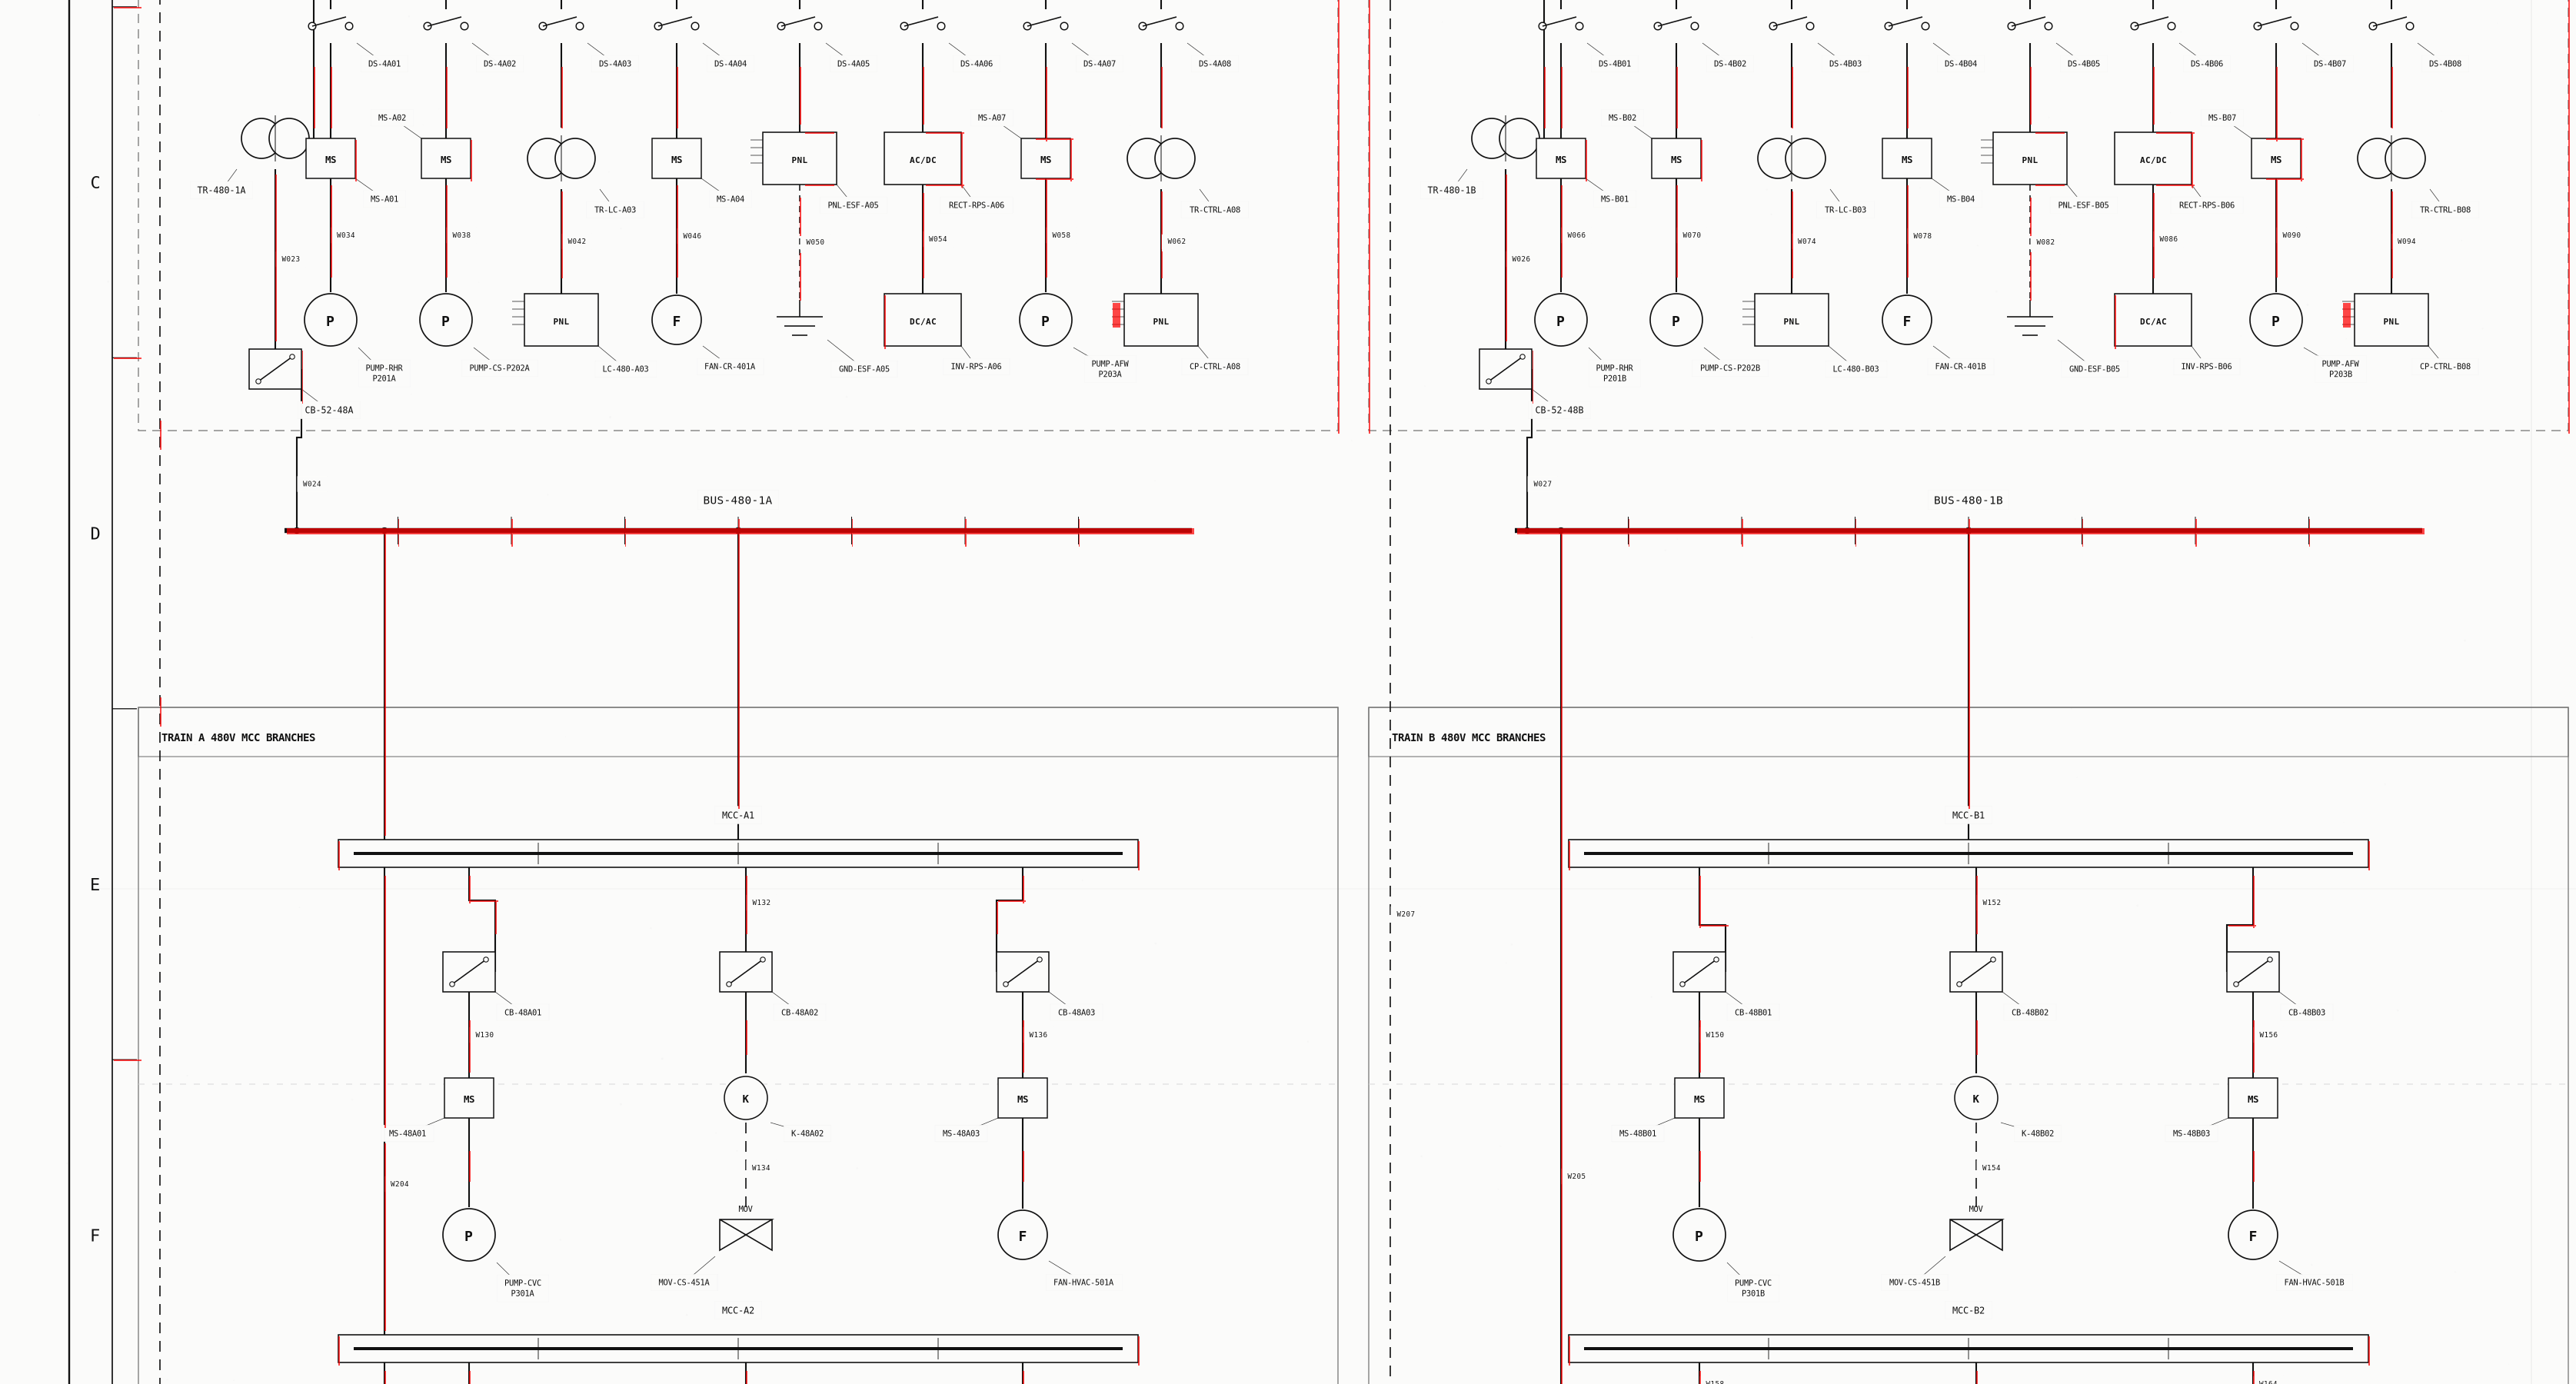 DS-4A01 DS-4A02 DS-4A03 DS-4A04 DS-4A05 DS-4A06 DS-4A07 DS-4A08 DS-4B01 DS-4B02 DS-4B03 DS-4B04 DS-4B05 DS-4B06 DS-4B07 DS-4B08
MS-A02 MS-A07 MS-B02 MS-B07
MS MS MS PNL AC/DC MS MS MS MS PNL AC/DC MS
C
TR-480-1A MS-A01 MS-A04 PNL-ESF-A05 RECT-RPS-A06 TR-480-1B MS-B01 MS-B04 PNL-ESF-B05 RECT-RPS-B06
TR-LC-A03 TR-CTRL-A08 TR-LC-B03 TR-CTRL-B08
W034 W038 W042 W046 W050 W054 W058 W062 W066 W070 W074 W078 W082 W086 W090 W094
W023 W026
P P PNL F DC/AC P PNL P P PNL F DC/AC P PNL
PUMP-RHR PUMP-CS-P202A LC-480-A03 FAN-CR-401A GND-ESF-A05 INV-RPS-A06 PUMP-AFW CP-CTRL-A08 PUMP-RHR PUMP-CS-P202B LC-480-B03 FAN-CR-401B GND-ESF-B05 INV-RPS-B06 PUMP-AFW CP-CTRL-B08
P201A P203A P201B P203B
CB-52-48A CB-52-48B
W024 W027
BUS-480-1A BUS-480-1B
D
TRAIN A 480V MCC BRANCHES TRAIN B 480V MCC BRANCHES
MCC-A1 MCC-B1
E
W132 W152
W207
CB-48A01 CB-48A02 CB-48A03 CB-48B01 CB-48B02 CB-48B03
W130 W136 W150 W156
MS K MS MS K MS
MS-48A01 K-48A02 MS-48A03 MS-48B01 K-48B02 MS-48B03
W134 W154
W204 W205
MOV MOV
F
P F P F
PUMP-CVC MOV-CS-451A FAN-HVAC-501A PUMP-CVC MOV-CS-451B FAN-HVAC-501B
P301A P301B
MCC-A2 MCC-B2
W158 W164